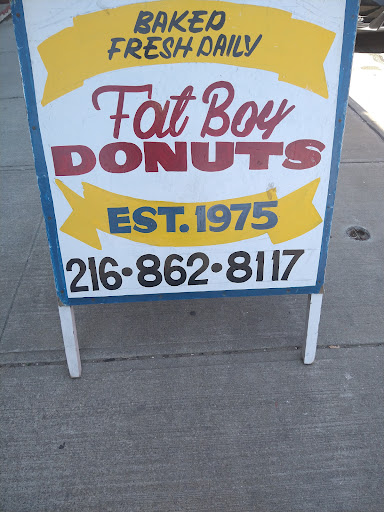 BAKED
FRESH DAILY
Fat Boy
DONUTS
EST. 1975
216•862•8117